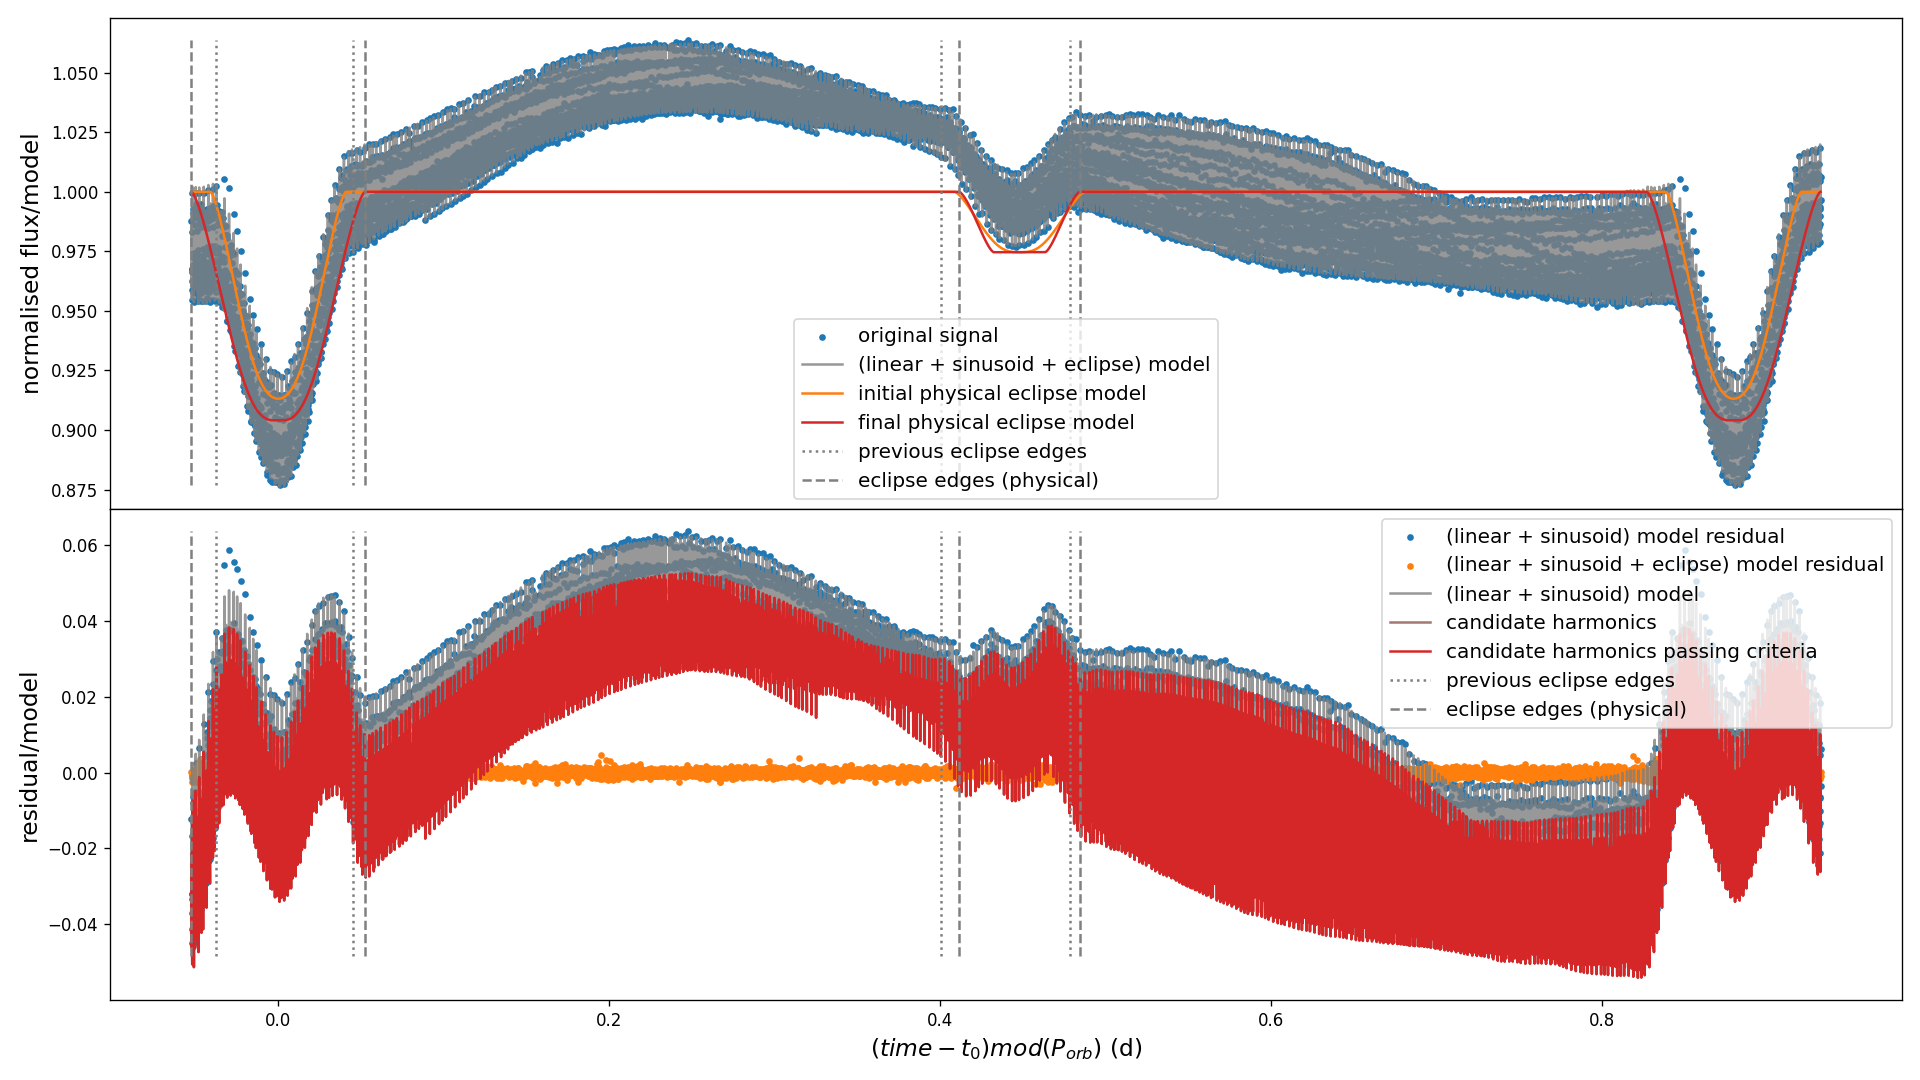 normalised flux/model
1.050
1.025
1.000
0.975
0.950
0.925
0.900
0.875
original signal
(linear + sinusoid + eclipse) model
initial physical eclipse model
final physical eclipse model
previous eclipse edges
eclipse edges (physical)
residual/model
0.06
0.04
0.02
0.00
−0.02
−0.04
(linear + sinusoid) model residual
(linear + sinusoid + eclipse) model residual
(linear + sinusoid) model
candidate harmonics
candidate harmonics passing criteria
previous eclipse edges
eclipse edges (physical)
0.0 0.2 0.4 0.6 0.8
(time − t₀)mod(P_orb) (d)